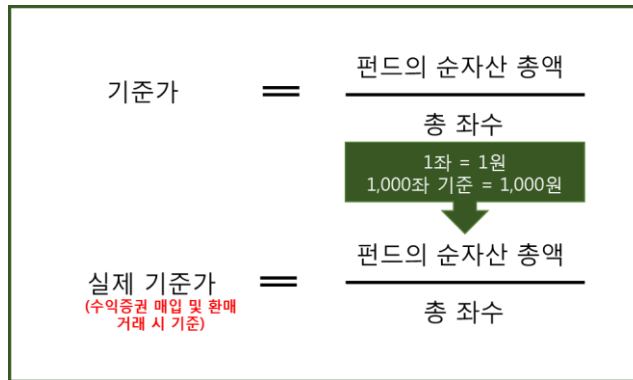 펀드의 순자산 총액
기준가 =
총 좌수
1좌 = 1원
1,000좌 기준 = 1,000원
펀드의 순자산 총액
실제 기준가 =
(수익증권 매입 및 환매
거래 시 기준)
총 좌수